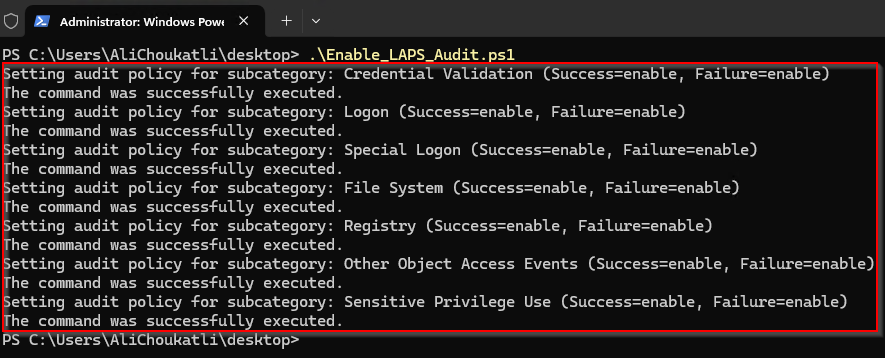 Administrator: Windows Powe
PS C:\Users\AliChoukatli\desktop> .\Enable_LAPS_Audit.ps1
Setting audit policy for subcategory: Credential Validation (Success=enable, Failure=enable)
The command was successfully executed.
Setting audit policy for subcategory: Logon (Success=enable, Failure=enable)
The command was successfully executed.
Setting audit policy for subcategory: Special Logon (Success=enable, Failure=enable)
The command was successfully executed.
Setting audit policy for subcategory: File System (Success=enable, Failure=enable)
The command was successfully executed.
Setting audit policy for subcategory: Registry (Success=enable, Failure=enable)
The command was successfully executed.
Setting audit policy for subcategory: Other Object Access Events (Success=enable, Failure=enable)
The command was successfully executed.
Setting audit policy for subcategory: Sensitive Privilege Use (Success=enable, Failure=enable)
The command was successfully executed.
PS C:\Users\AliChoukatli\desktop>